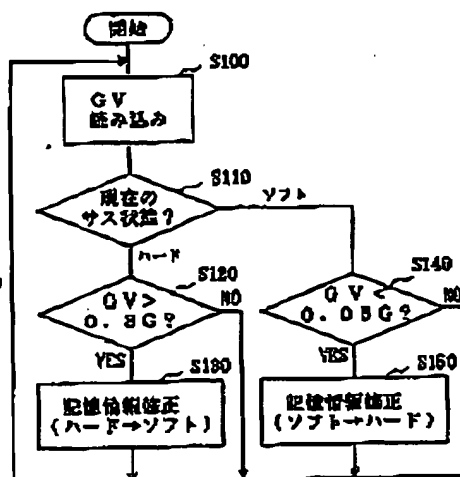 開始
S100
GV
読み込み
S110
現在の
サス状態?
ソフト
ハード
S120
GV>
0.3G?
NO
YES
S140
GV<
0.05G?
NO
YES
S130
記憶情報修正
(ハード→ソフト)
S150
記憶情報修正
(ソフト→ハード)